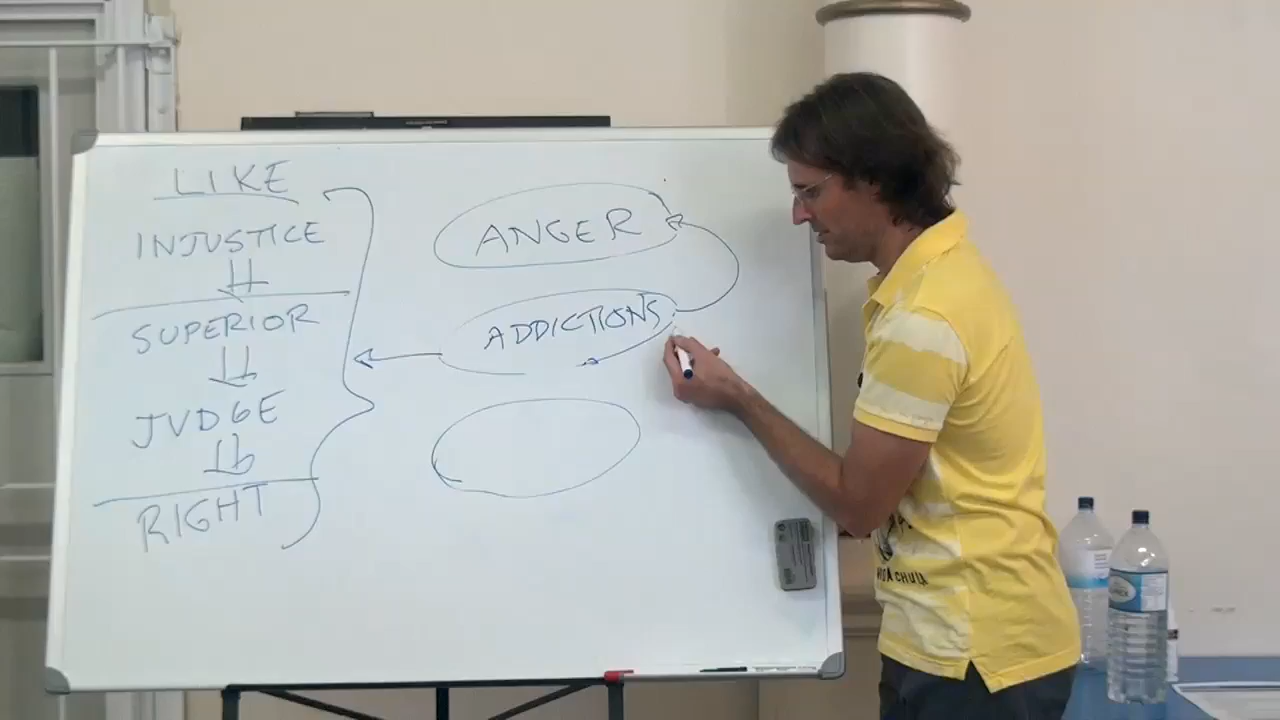 LIKE
INJUSTICE
SUPERIOR
JUDGE
RIGHT
ANGER
ADDICTIONS